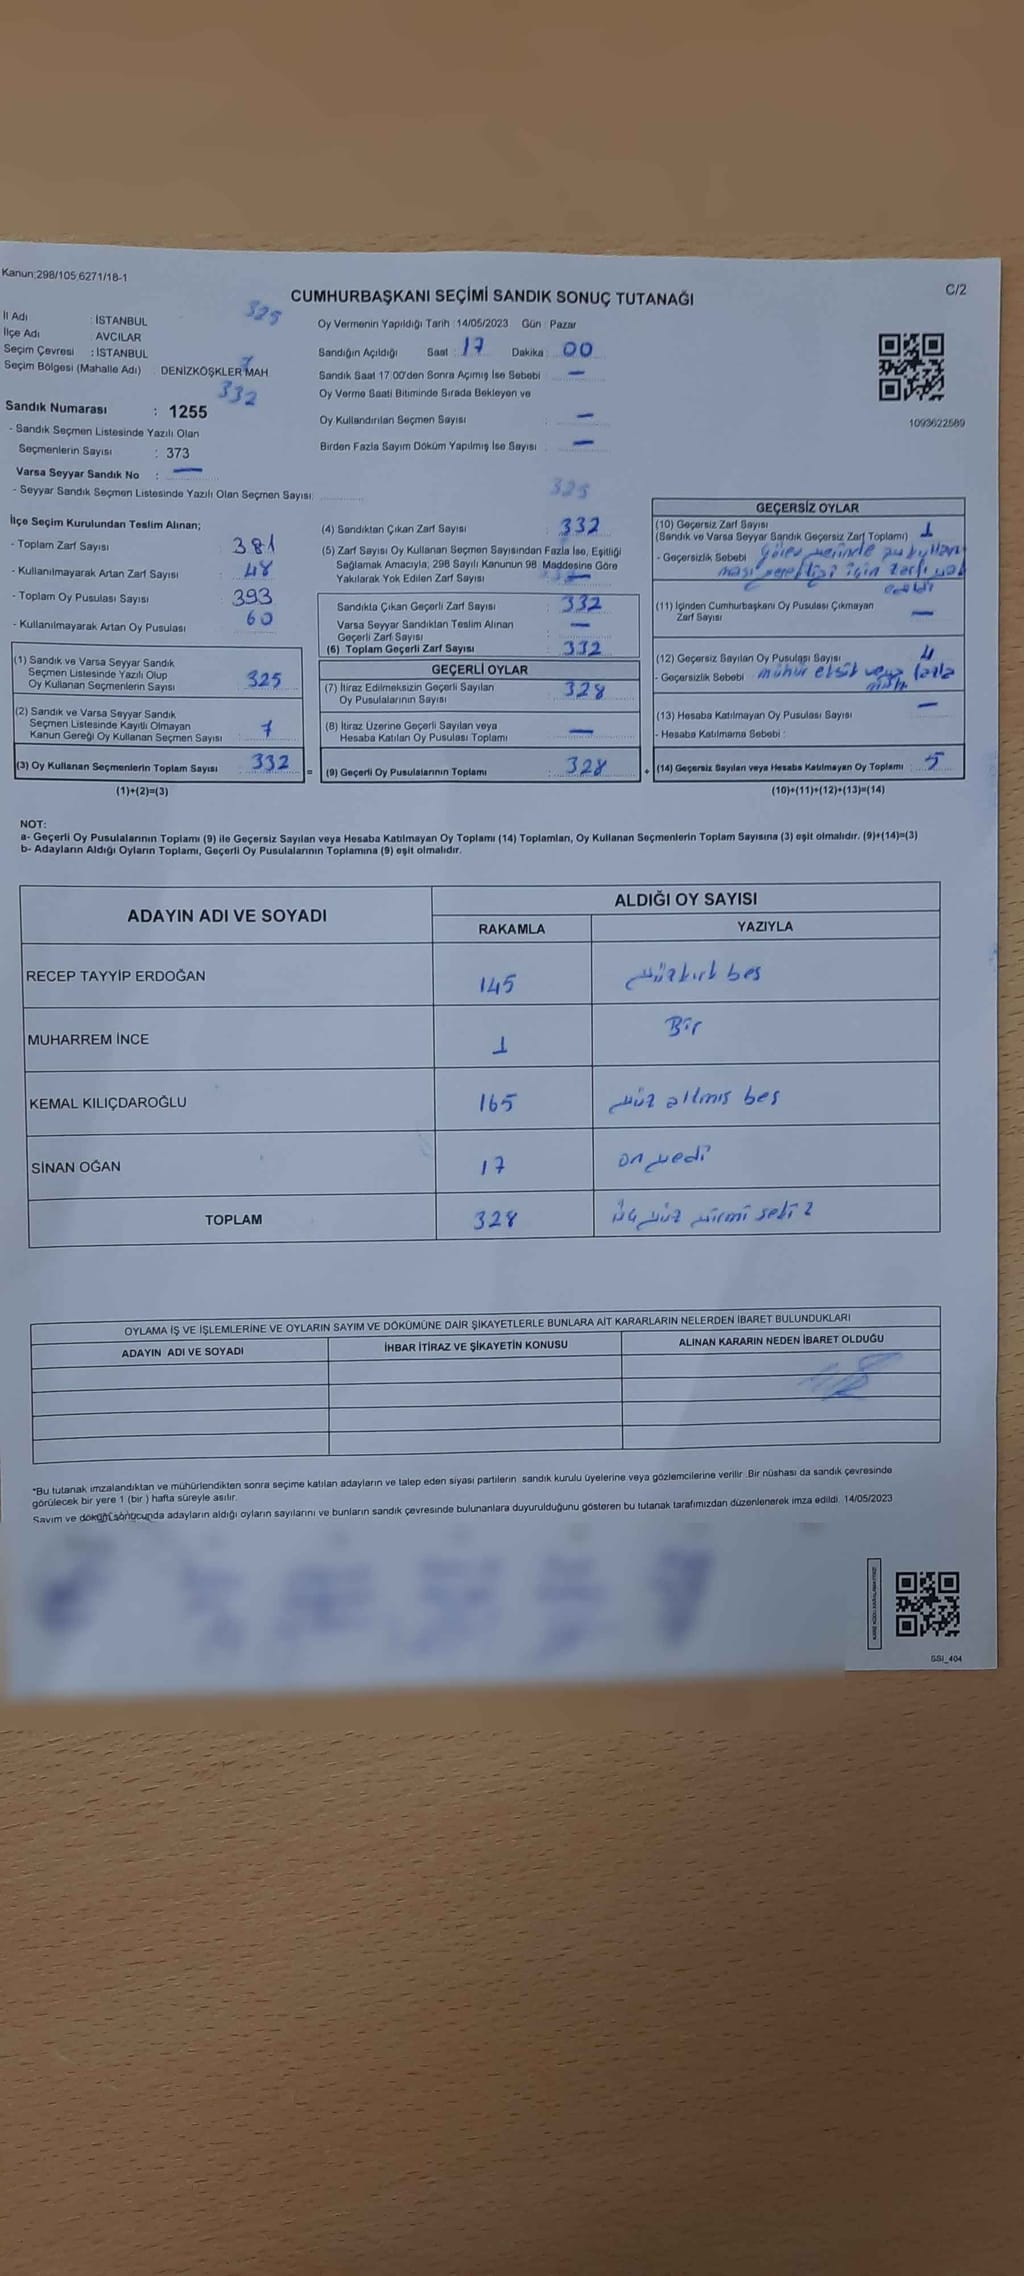 Kanun;298/105 6271/18-1
C/2
CUMHURBAŞKANI SEÇİMİ SANDIK SONUÇ TUTANAĞI
İl Adı : İSTANBUL
325
İlçe Adı : AVCILAR
Seçim Çevresi : İSTANBUL
Seçim Bölgesi (Mahalle Adı) DENİZKÖŞKLER MAH
7
332
Sandık Numarası : 1255
- Sandık Seçmen Listesinde Yazılı Olan
Seçmenlerin Sayısı : 373
Varsa Seyyar Sandık No : —
- Seyyar Sandık Seçmen Listesinde Yazılı Olan Seçmen Sayısı:
Oy Vermenin Yapıldığı Tarih : 14/05/2023 Gün : Pazar
Sandığın Açıldığı Saat : 17 Dakika : 00
Sandık Saat 17:00'den Sonra Açımış İse Sebebi : —
Oy Verme Saati Bitiminde Sırada Bekleyen ve
Oy Kullandırılan Seçmen Sayısı : —
Birden Fazla Sayım Döküm Yapılmış İse Sayısı : —
1093622589
İlçe Seçim Kurulundan Teslim Alınan;
- Toplam Zarf Sayısı 381
- Kullanılmayarak Artan Zarf Sayısı 48
- Toplam Oy Pusulası Sayısı 393
- Kullanılmayarak Artan Oy Pusulası 60
(1) Sandık ve Varsa Seyyar Sandık
Seçmen Listesinde Yazılı Olup
Oy Kullanan Seçmenlerin Sayısı 325
(2) Sandık ve Varsa Seyyar Sandık
Seçmen Listesinde Kayıtlı Olmayan
Kanun Gereği Oy Kullanan Seçmen Sayısı 7
(3) Oy Kullanan Seçmenlerin Toplam Sayısı 332
(1)+(2)=(3)
325
(4) Sandıktan Çıkan Zarf Sayısı : 332
(5) Zarf Sayısı Oy Kullanan Seçmen Sayısından Fazla İse, Eşitliği
Sağlamak Amacıyla; 298 Sayılı Kanunun 98 Maddesine Göre
Yakılarak Yok Edilen Zarf Sayısı —
Sandıkta Çıkan Geçerli Zarf Sayısı : 332
Varsa Seyyar Sandıktan Teslim Alınan
Geçerli Zarf Sayısı : —
(6) Toplam Geçerli Zarf Sayısı : 332
GEÇERLİ OYLAR
(7) İtiraz Edilmeksizin Geçerli Sayılan
Oy Pusulalarının Sayısı : 328
(8) İtiraz Üzerine Geçerli Sayılan veya
Hesaba Katılan Oy Pusulası Toplamı : —
= (9) Geçerli Oy Pusulalarının Toplamı : 328
GEÇERSİZ OYLAR
(10) Geçersiz Zarf Sayısı
(Sandık ve Varsa Seyyar Sandık Geçersiz Zarf Toplamı) 1
- Geçersizlik Sebebi görev yerinde
gerektiği için zarf
(11) İçinden Cumhurbaşkanı Oy Pusulası Çıkmayan
Zarf Sayısı —
(12) Geçersiz Sayılan Oy Pusulası Sayısı 4
- Geçersizlik Sebebi mühür eksik veya fazla
(13) Hesaba Katılmayan Oy Pusulası Sayısı —
- Hesaba Katılmama Sebebi :
+ (14) Geçersiz Sayılan veya Hesaba Katılmayan Oy Toplamı : 5
(10)+(11)+(12)+(13)=(14)
NOT:
a- Geçerli Oy Pusulalarının Toplamı (9) ile Geçersiz Sayılan veya Hesaba Katılmayan Oy Toplamı (14) Toplamları, Oy Kullanan Seçmenlerin Toplam Sayısına (3) eşit olmalıdır. (9)+(14)=(3)
b- Adayların Aldığı Oyların Toplamı, Geçerli Oy Pusulalarının Toplamına (9) eşit olmalıdır.
ADAYIN ADI VE SOYADI ALDIĞI OY SAYISI
RAKAMLA YAZIYLA
RECEP TAYYİP ERDOĞAN 145 yüzkırk beş
MUHARREM İNCE 1 Bir
KEMAL KILIÇDAROĞLU 165 yüz altmış beş
SİNAN OĞAN 17 on yedi
TOPLAM 328 üç yüz yirmi sekiz
OYLAMA İŞ VE İŞLEMLERİNE VE OYLARIN SAYIM VE DÖKÜMÜNE DAİR ŞİKAYETLERLE BUNLARA AİT KARARLARIN NELERDEN İBARET BULUNDUKLARI
ADAYIN ADI VE SOYADI İHBAR İTİRAZ VE ŞİKAYETİN KONUSU ALINAN KARARIN NEDEN İBARET OLDUĞU
*Bu tutanak imzalandıktan ve mühürlendikten sonra seçime katılan adayların ve talep eden siyasi partilerin sandık kurulu üyelerine veya gözlemcilerine verilir. Bir nüshası da sandık çevresinde
görülecek bir yere 1 (bir ) hafta süreyle asılır.
Sayım ve döküm sonucunda adayların aldığı oyların sayılarını ve bunların sandık çevresinde bulunanlara duyurulduğunu gösteren bu tutanak tarafımızdan düzenlenerek imza edildi. 14/05/2023
SSI_404